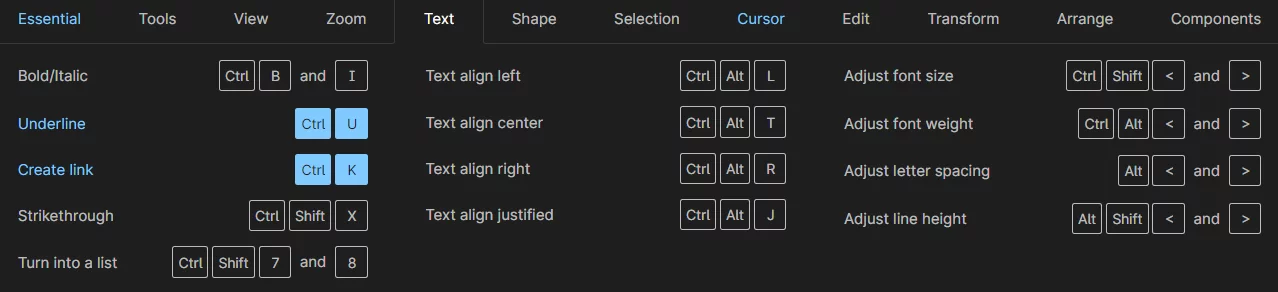 Essential Tools View Zoom Text Shape Selection Cursor Edit Transform Arrange Components
Bold/Italic Ctrl B and I
Underline Ctrl U
Create link Ctrl K
Strikethrough Ctrl Shift X
Turn into a list Ctrl Shift 7 and 8
Text align left Ctrl Alt L
Text align center Ctrl Alt T
Text align right Ctrl Alt R
Text align justified Ctrl Alt J
Adjust font size Ctrl Shift < and >
Adjust font weight Ctrl Alt < and >
Adjust letter spacing Alt < and >
Adjust line height Alt Shift < and >